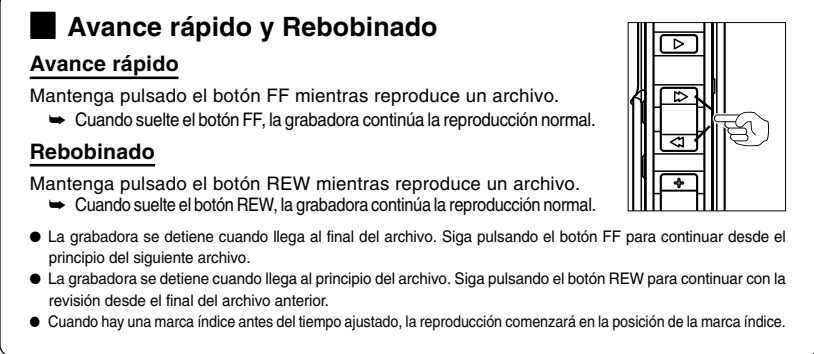 ■ Avance rápido y Rebobinado
Avance rápido
Mantenga pulsado el botón FF mientras reproduce un archivo.
➥ Cuando suelte el botón FF, la grabadora continúa la reproducción normal.
Rebobinado
Mantenga pulsado el botón REW mientras reproduce un archivo.
➥ Cuando suelte el botón REW, la grabadora continúa la reproducción normal.
● La grabadora se detiene cuando llega al final del archivo. Siga pulsando el botón FF para continuar desde el
principio del siguiente archivo.
● La grabadora se detiene cuando llega al principio del archivo. Siga pulsando el botón REW para continuar con la
revisión desde el final del archivo anterior.
● Cuando hay una marca índice antes del tiempo ajustado, la reproducción comenzará en la posición de la marca índice.